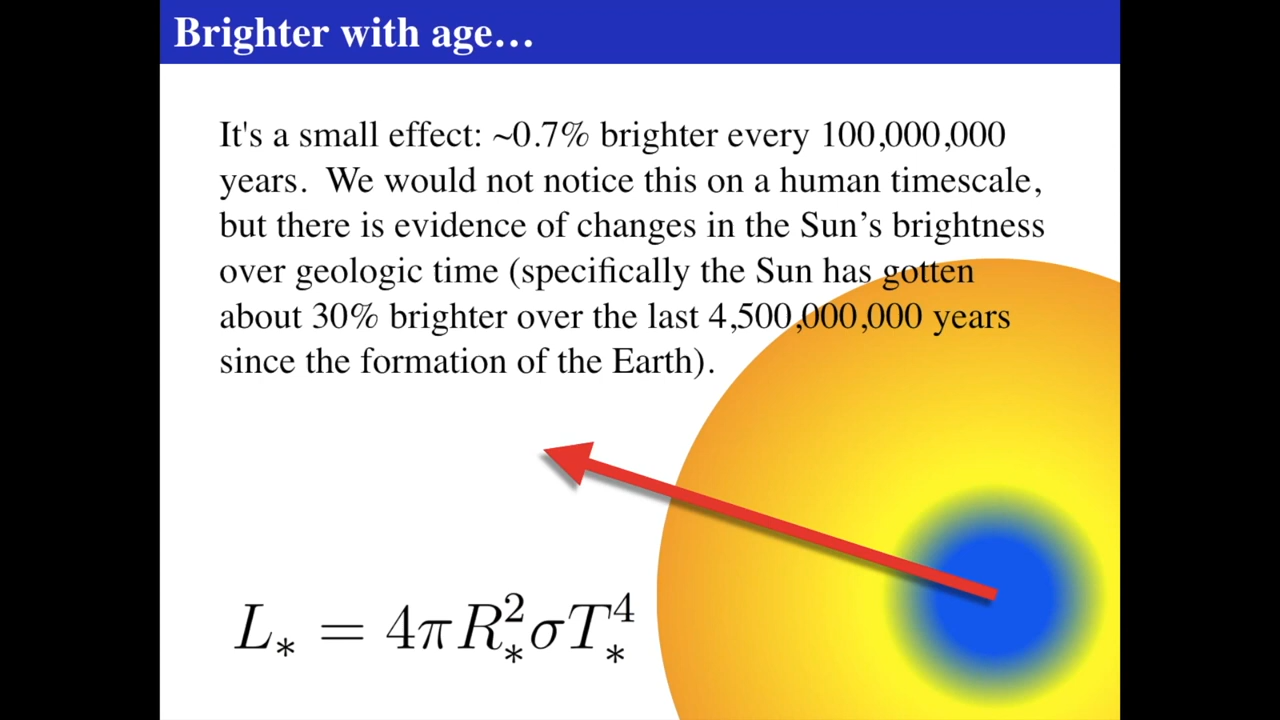 Brighter with age…
It's a small effect: ~0.7% brighter every 100,000,000
years.  We would not notice this on a human timescale,
but there is evidence of changes in the Sun’s brightness
over geologic time (specifically the Sun has gotten
about 30% brighter over the last 4,500,000,000 years
since the formation of the Earth).
L_* = 4πR_*^2σT_*^4